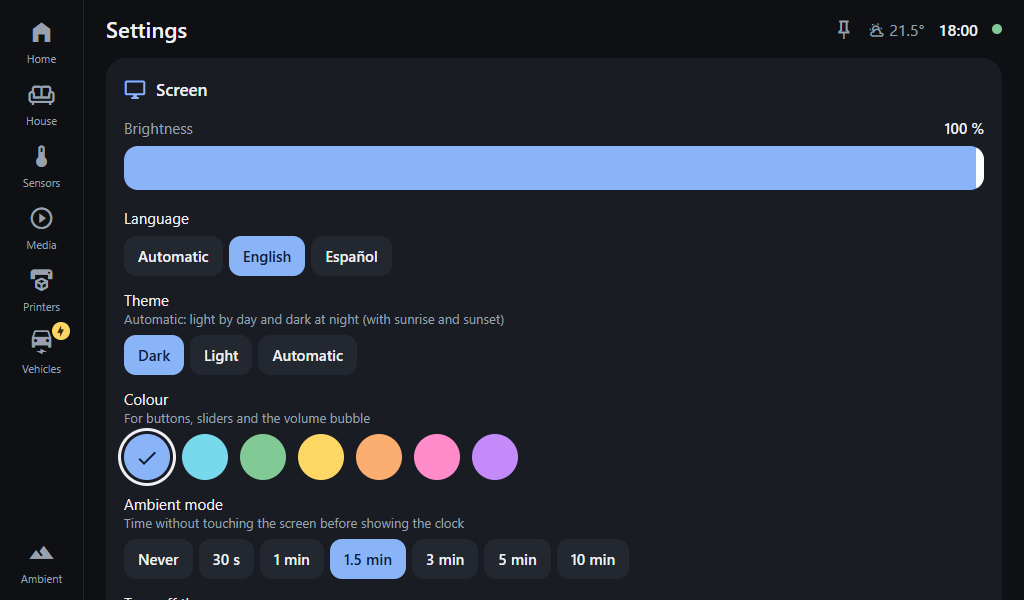 Settings
21.5°
18:00
Home
House
Sensors
Media
Printers
Vehicles
Ambient
Screen
Brightness
100 %
Language
Automatic
English
Español
Theme
Automatic: light by day and dark at night (with sunrise and sunset)
Dark
Light
Automatic
Colour
For buttons, sliders and the volume bubble
Ambient mode
Time without touching the screen before showing the clock
Never
30 s
1 min
1.5 min
3 min
5 min
10 min